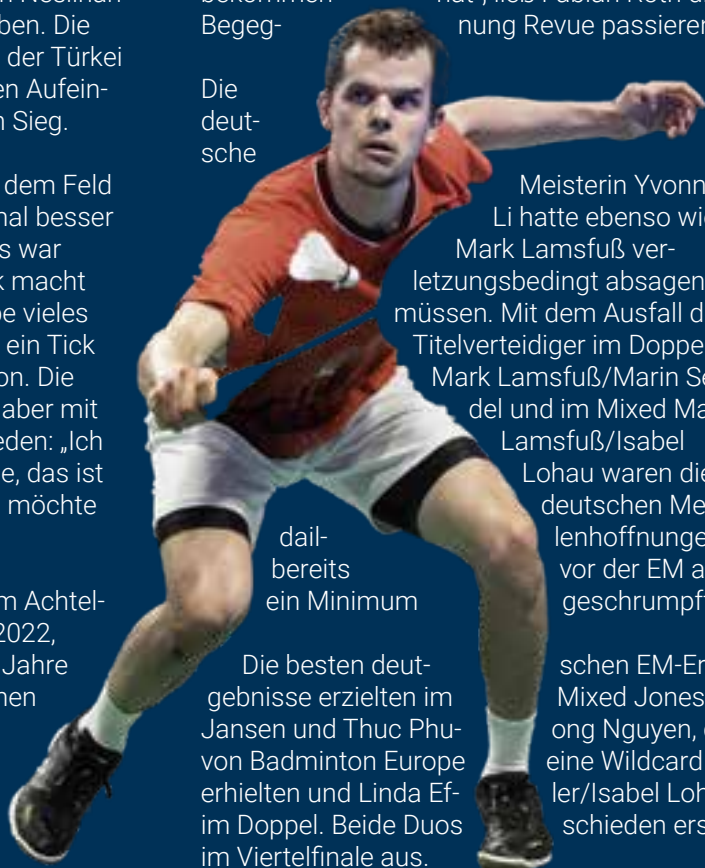 n Neslihan
ben. Die
der Türkei
en Aufein-
n Sieg.
dem Feld
nal besser
s war
k macht
be vieles
ein Tick
on. Die
aber mit
eden: „Ich
e, das ist
möchte
m Achtel-
2022,
Jahre
nen
bekommen hat“, ließ Fabian Roth
Begeg- nung Revue passieren
Die
deut-
sche
Meisterin Yvonn
Li hatte ebenso wie
Mark Lamsfuß ver-
letzungsbedingt absagen
müssen. Mit dem Ausfall d
Titelverteidiger im Doppe
Mark Lamsfuß/Marin Se
del und im Mixed Ma
Lamsfuß/Isabel
Lohau waren die
deutschen Me
dail- lenhoffnunge
bereits vor der EM a
ein Minimum geschrumpf
Die besten deut- schen EM-Er
gebnisse erzielten im Mixed Jones
Jansen und Thuc Phu- ong Nguyen,
von Badminton Europe eine Wildcard
erhielten und Linda Ef- ler/Isabel Loh
im Doppel. Beide Duos schieden ers
im Viertelfinale aus.